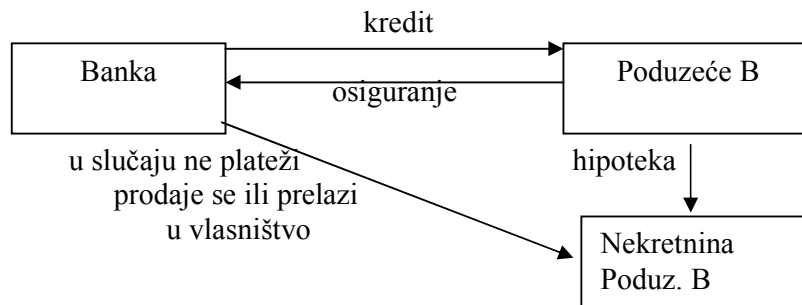 kredit
Banka
Poduzeće B
osiguranje
u slučaju ne plateži
prodaje se ili prelazi
u vlasništvo
hipoteka
Nekretnina
Poduz. B